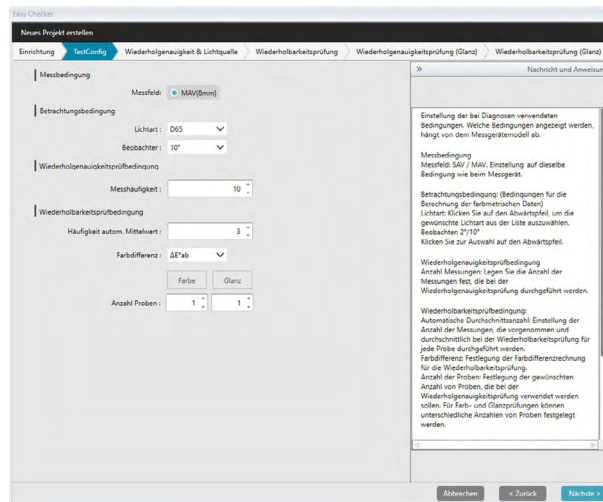 Easy Checker
Neues Projekt erstellen
Einrichtung TestConfig Wiederholgenauigkeit & Lichtquelle Wiederholbarkeitsprüfung Wiederholgenauigkeitsprüfung (Glanz) Wiederholbarkeitsprüfung (Glanz)
Messbedingung
Messfeld: MAV(8mm)
Betrachtungsbedingung
Lichtart : D65
Beobachter : 10°
Wiederholgenauigkeitsprüfbedingung
Messhäufigkeit : 10
Wiederholbarkeitsprüfbedingung
Häufigkeit autom. Mittelwert : 3
Farbdifferenz : ΔE*ab
Farbe Glanz
Anzahl Proben : 1 1
» Nachricht und Anweisun
Einstellung der bei Diagnosen verwendeten
Bedingungen. Welche Bedingungen angezeigt werden,
hängt von dem Messgerätemodell ab.
Messbedingung
Messfeld: SAV / MAV. Einstellung auf dieselbe
Bedingung wie beim Messgerät.
Betrachtungsbedingung: (Bedingungen für die
Berechnung der farbmetrischen Daten)
Lichtart: Klicken Sie auf den Abwärtspfeil, um die
gewünschte Lichtart aus der Liste auszuwählen.
Beobachten 2°/10°
Klicken Sie zur Auswahl auf den Abwärtspfeil.
Wiederholgenauigkeitsprüfbedingung
Anzahl Messungen: Legen Sie die Anzahl der
Messungen fest, die bei der
Wiederholgenauigkeitsprüfung durchgeführt werden.
Wiederholbarkeitsprüfbedingung:
Automatische Durchschnittsanzahl: Einstellung der
Anzahl der Messungen, die vorgenommen und
durchschnittlich bei der Wiederholbarkeitsprüfung für
jede Probe durchgeführt werden.
Farbdifferenz: Festlegung der Farbdifferenzrechnung
für die Wiederholbarkeitsprüfung.
Anzahl der Proben: Festlegung der gewünschten
Anzahl von Proben, die bei der
Wiederholgenauigkeitsprüfung verwendet werden
sollen. Für Farb- und Glanzprüfungen können
unterschiedliche Anzahlen von Proben festgelegt
werden.
Abbrechen < Zurück Nächste >